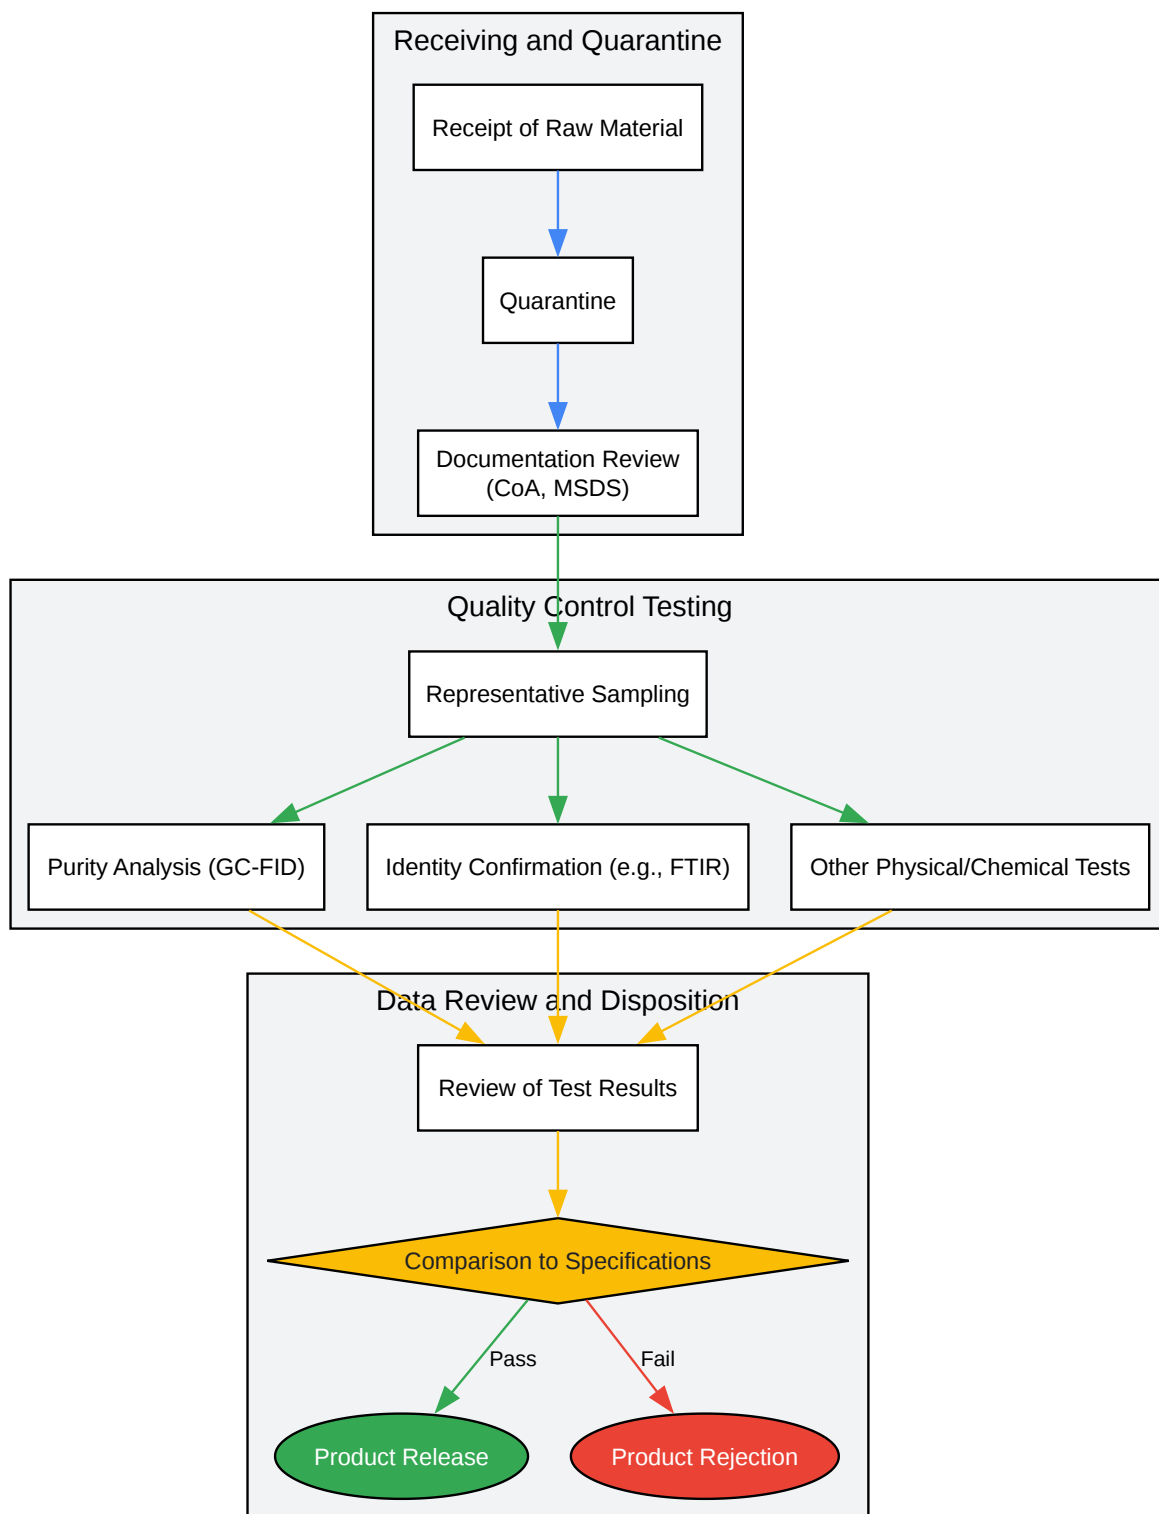 Receiving and Quarantine
Receipt of Raw Material
Quarantine
Documentation Review
(CoA, MSDS)
Quality Control Testing
Representative Sampling
Purity Analysis (GC-FID)
Identity Confirmation (e.g., FTIR)
Other Physical/Chemical Tests
Data Review and Disposition
Review of Test Results
Comparison to Specifications
Pass
Fail
Product Release
Product Rejection